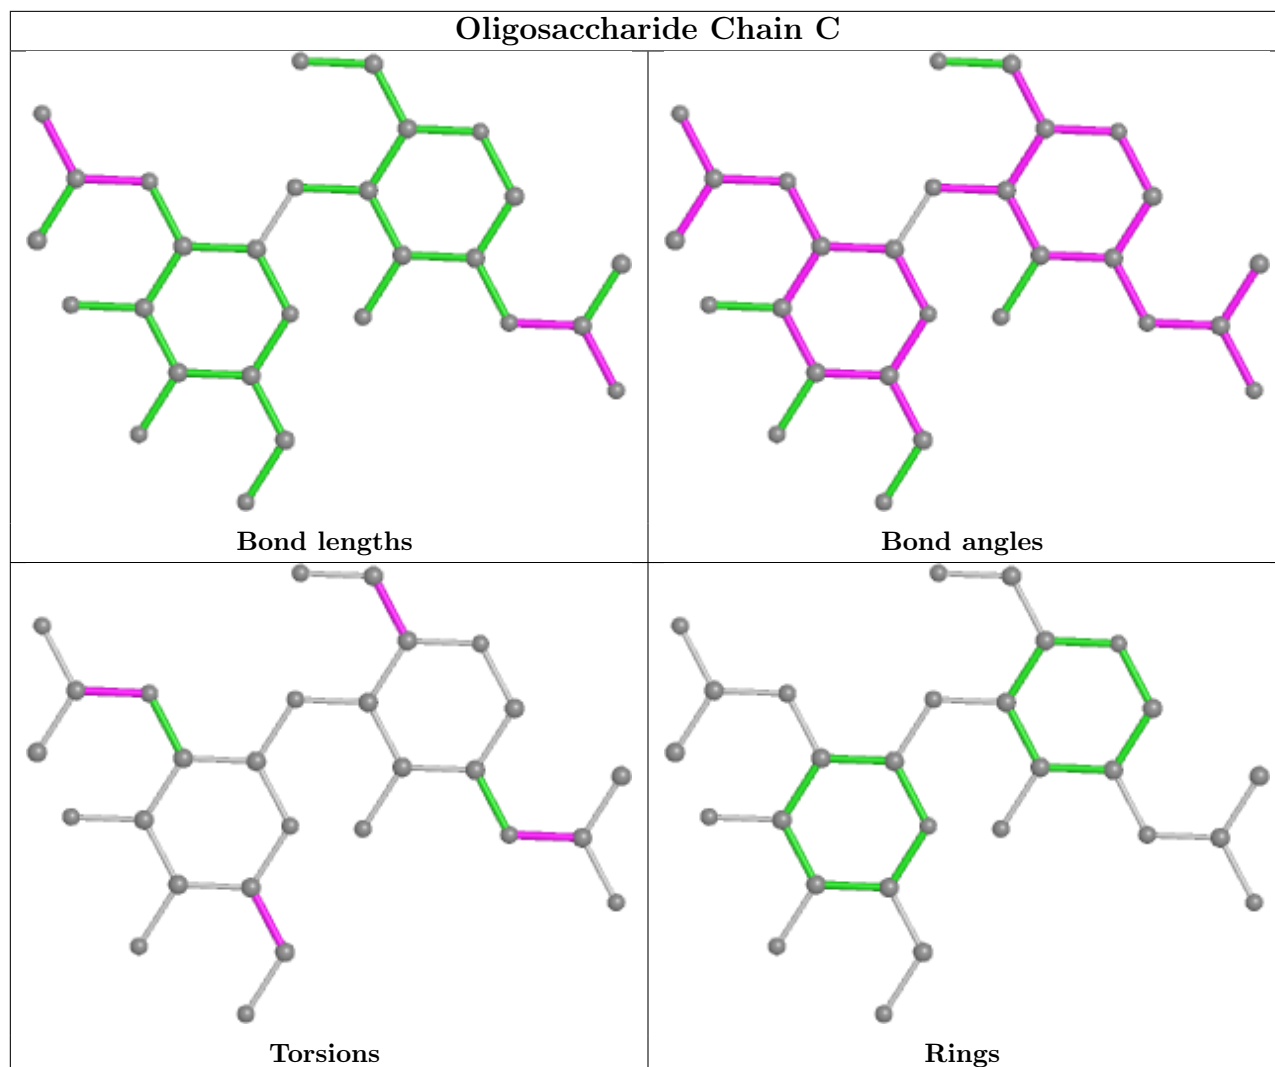 Oligosaccharide Chain C
Bond lengths
Bond angles
Torsions
Rings